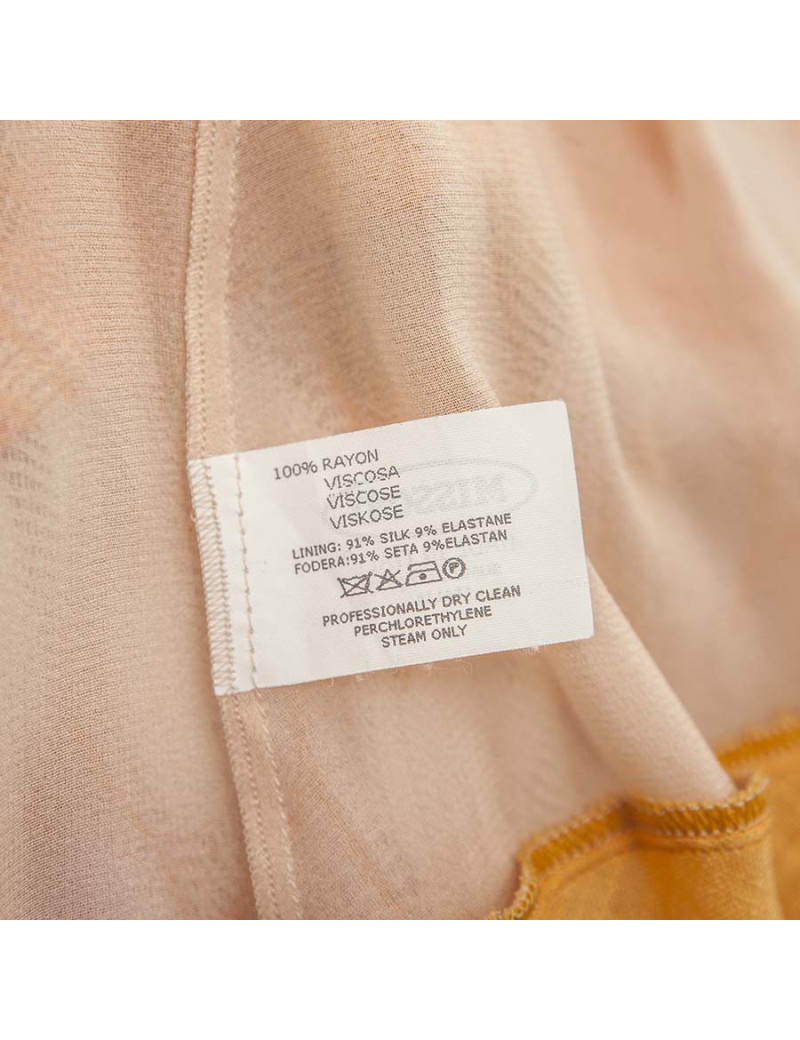 100% RAYON
VISCOSA
VISCOSE
VISKOSE
LINING: 91% SILK 9% ELASTANE
FODERA:91% SETA 9%ELASTAN
P
PROFESSIONALLY DRY CLEAN
PERCHLORETHYLENE
STEAM ONLY